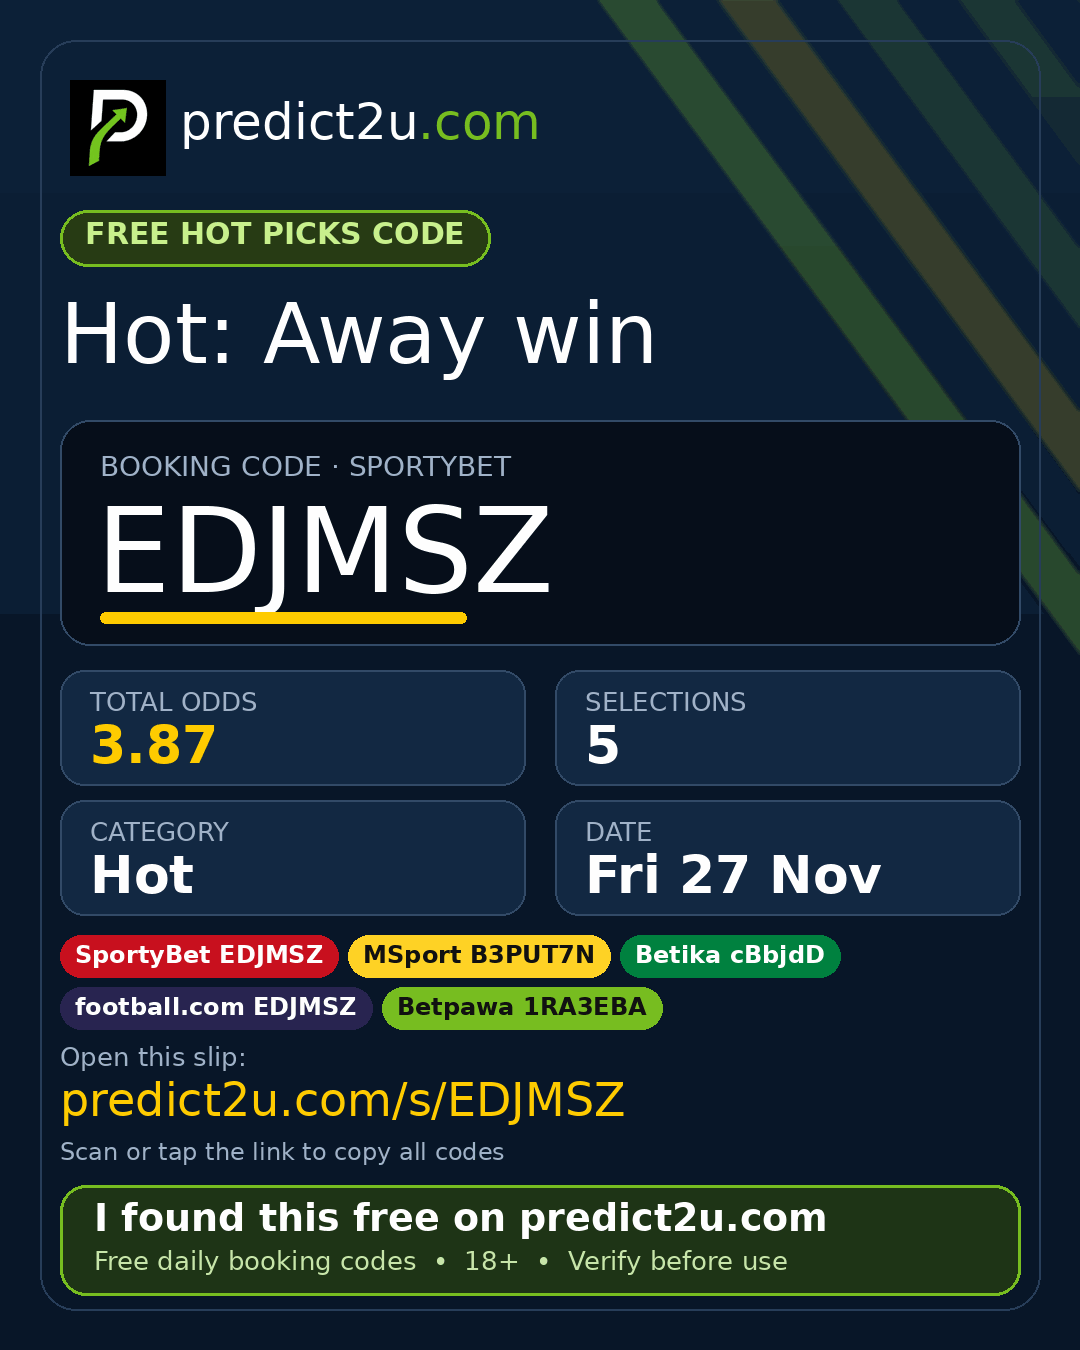 predict2u.com
FREE HOT PICKS CODE
Hot: Away win
BOOKING CODE · SPORTYBET
EDJMSZ
TOTAL ODDS
3.87
SELECTIONS
5
CATEGORY
Hot
DATE
Fri 27 Nov
SportyBet EDJMSZ
MSport B3PUT7N
Betika cBbjdD
football.com EDJMSZ
Betpawa 1RA3EBA
Open this slip:
predict2u.com/s/EDJMSZ
Scan or tap the link to copy all codes
I found this free on predict2u.com
Free daily booking codes • 18+ • Verify before use